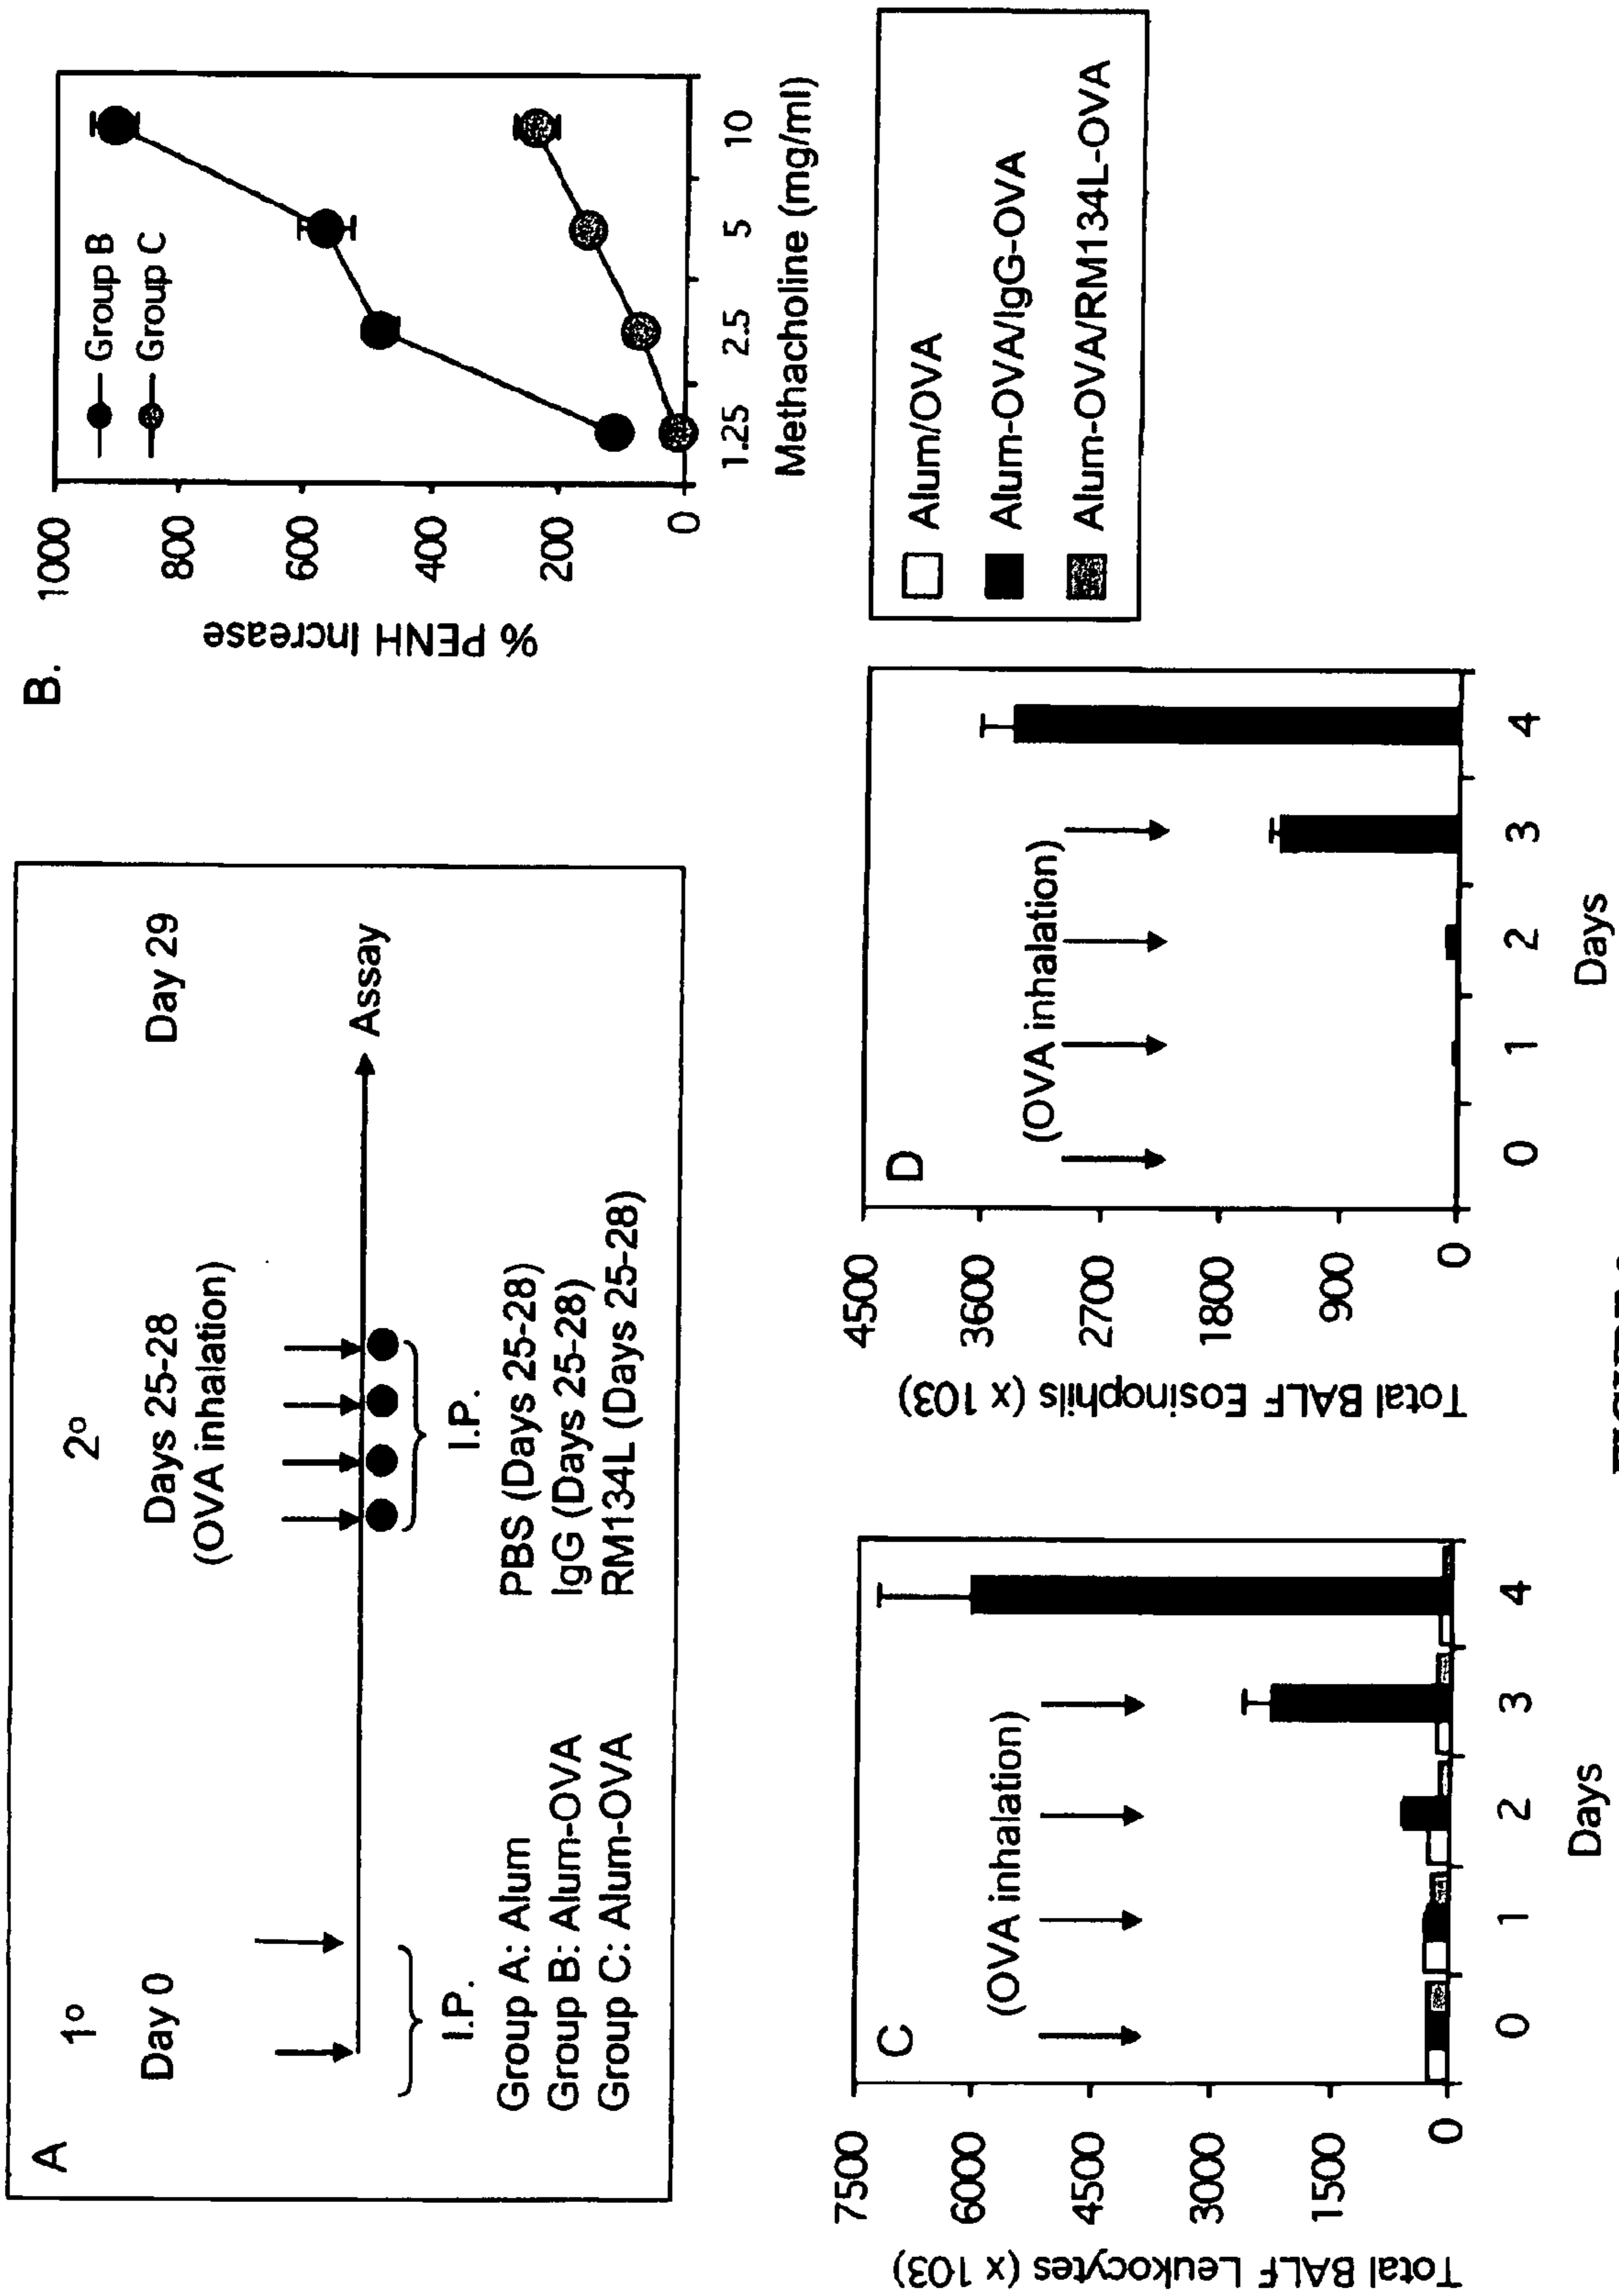 A
1º
2º
Day 0
Days 25-28
Day 29
(OVA inhalation)
Assay
I.P.
I.P.
Group A: Alum
PBS (Days 25-28)
Group B: Alum-OVA
IgG (Days 25-28)
Group C: Alum-OVA
RM134L (Days 25-28)
B.
% PENH Increase
1000
800
600
400
200
0
Group B
Group C
1.25 2.5 5 10
Methacholine (mg/ml)
C
Total BALF Leukocytes (x 103)
7500
6000
4500
3000
1500
0
(OVA inhalation)
0 1 2 3 4
Days
D
Total BALF Eosinophils (x 103)
4500
3600
2700
1800
900
0
(OVA inhalation)
0 1 2 3 4
Days
Alum/OVA
Alum-OVA/IgG-OVA
Alum-OVA/RM134L-OVA